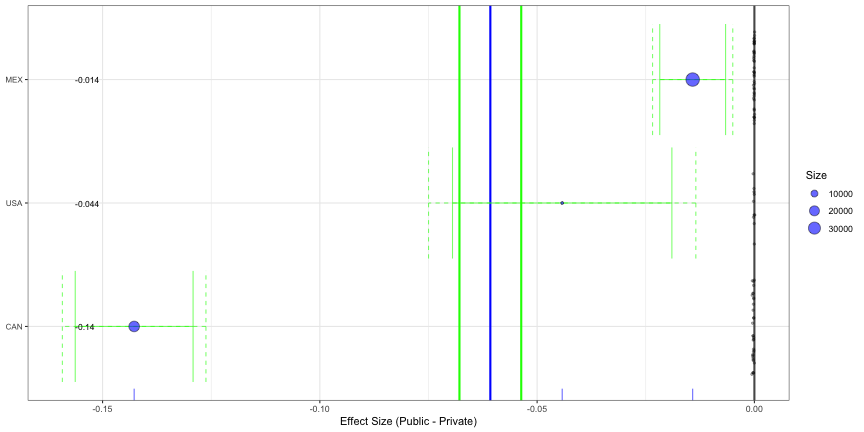 MEX
-0.014
USA
-0.044
CAN
-0.14
-0.15
-0.10
-0.05
0.00
Effect Size (Public - Private)
Size
10000
20000
30000